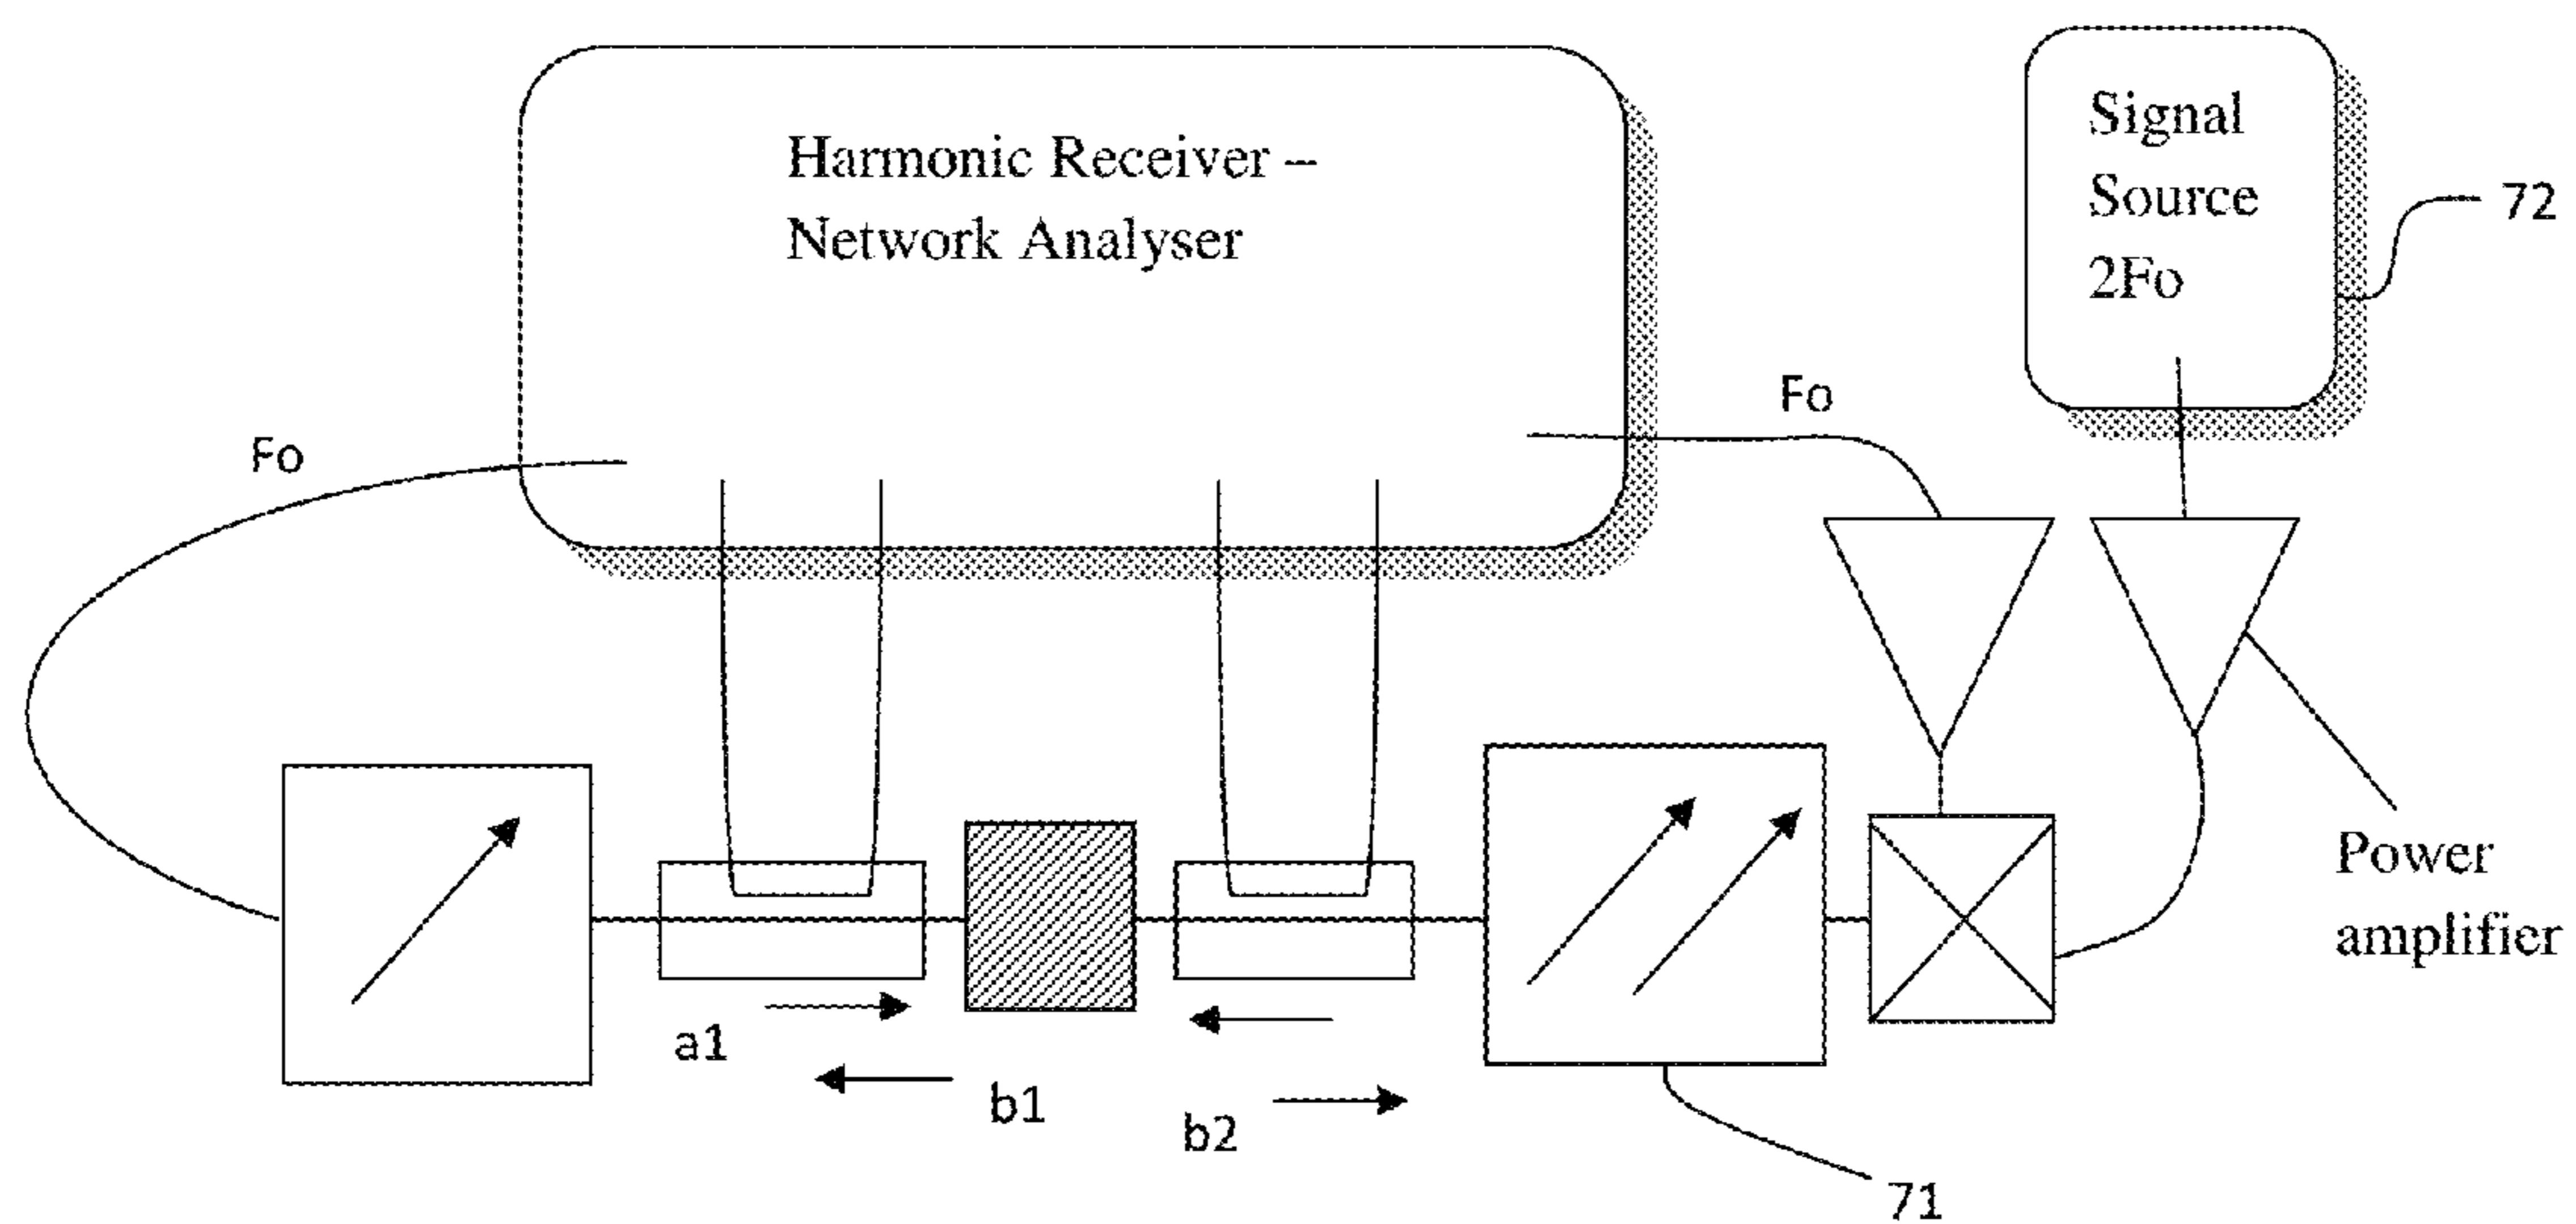 Harmonic Receiver –
Network Analyser
Signal
Source
2Fo
72
Fo
Fo
Power
amplifier
a1
b1
b2
71